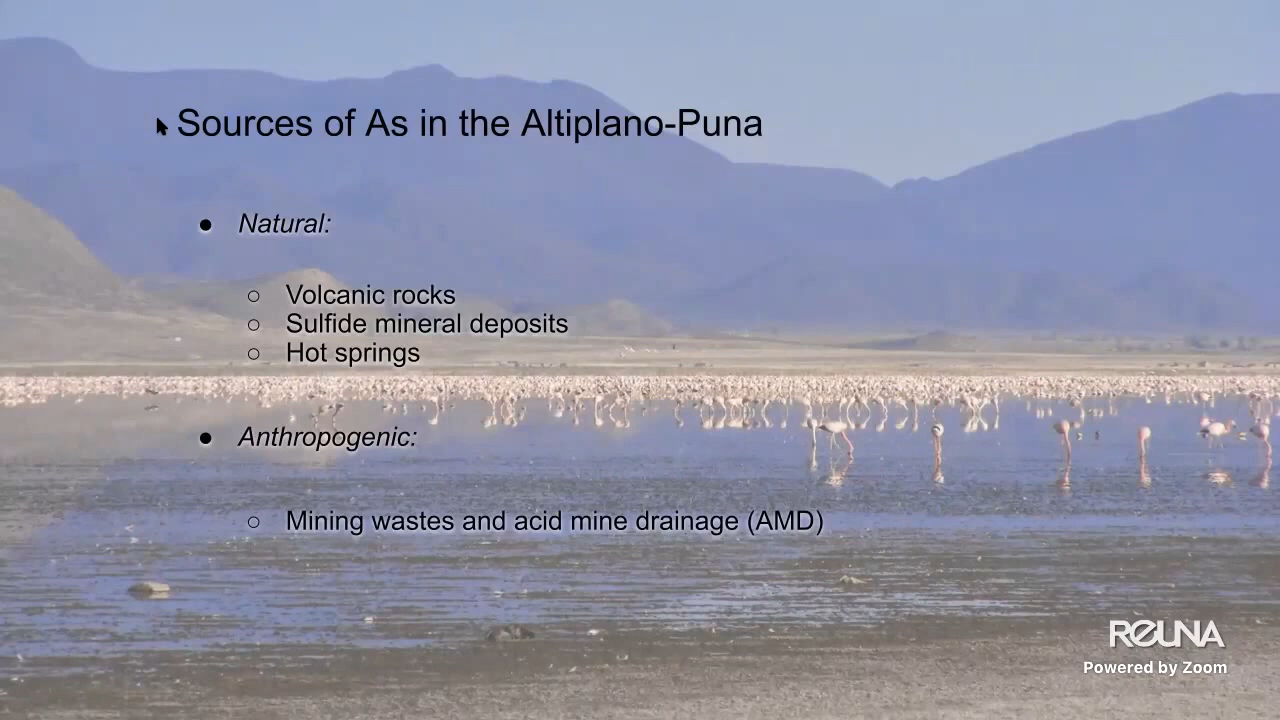 Sources of As in the Altiplano-Puna
● Natural:
○ Volcanic rocks
○ Sulfide mineral deposits
○ Hot springs
● Anthropogenic:
○ Mining wastes and acid mine drainage (AMD)
REUNA
Powered by Zoom